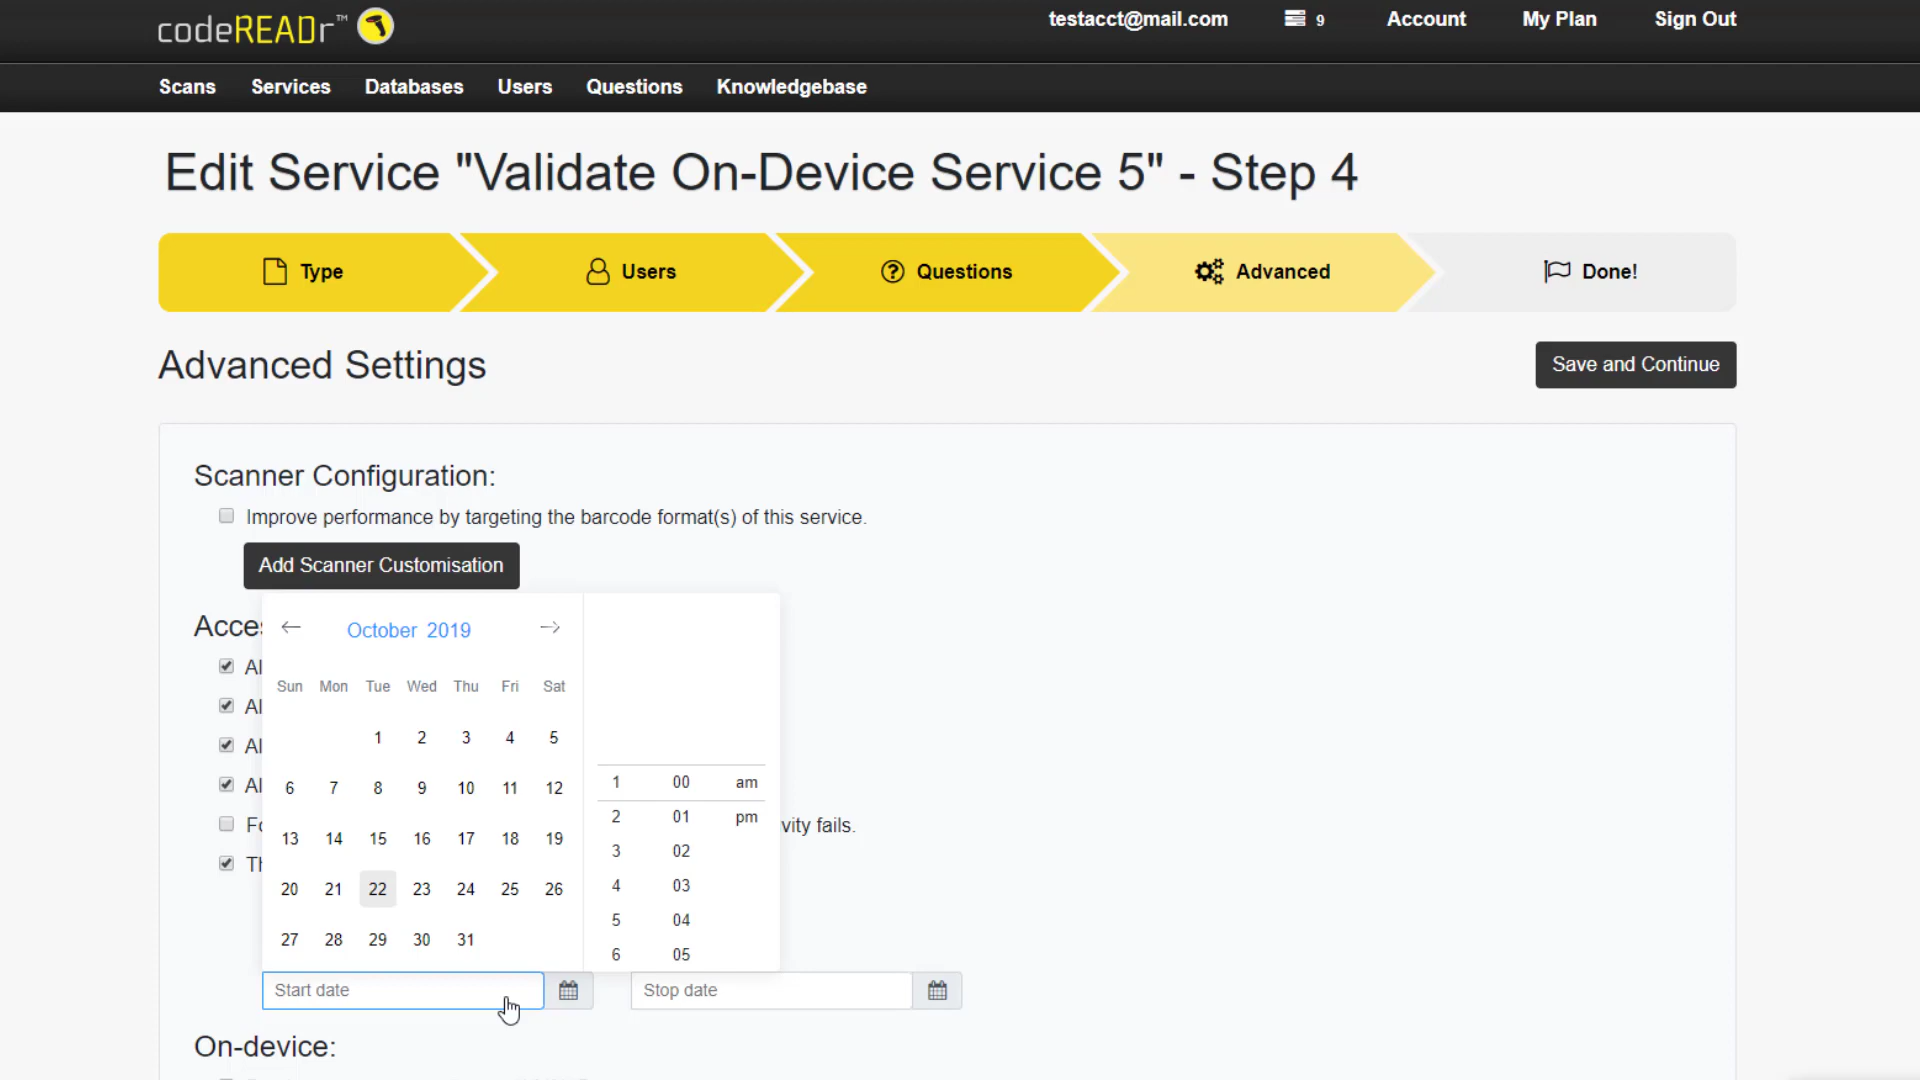 codeREADr™
testacct@mail.com 9 Account My Plan Sign Out
Scans Services Databases Users Questions Knowledgebase
Edit Service "Validate On-Device Service 5" - Step 4
Type Users Questions Advanced Done!
Advanced Settings
Save and Continue
Scanner Configuration:
Improve performance by targeting the barcode format(s) of this service.
Add Scanner Customisation
October 2019
Sun Mon Tue Wed Thu Fri Sat
1 2 3 4 5
6 7 8 9 10 11 12
13 14 15 16 17 18 19
20 21 22 23 24 25 26
27 28 29 30 31
1 00 am
2 01 pm
3 02
4 03
5 04
6 05
fails.
Start date
Stop date
On-device: